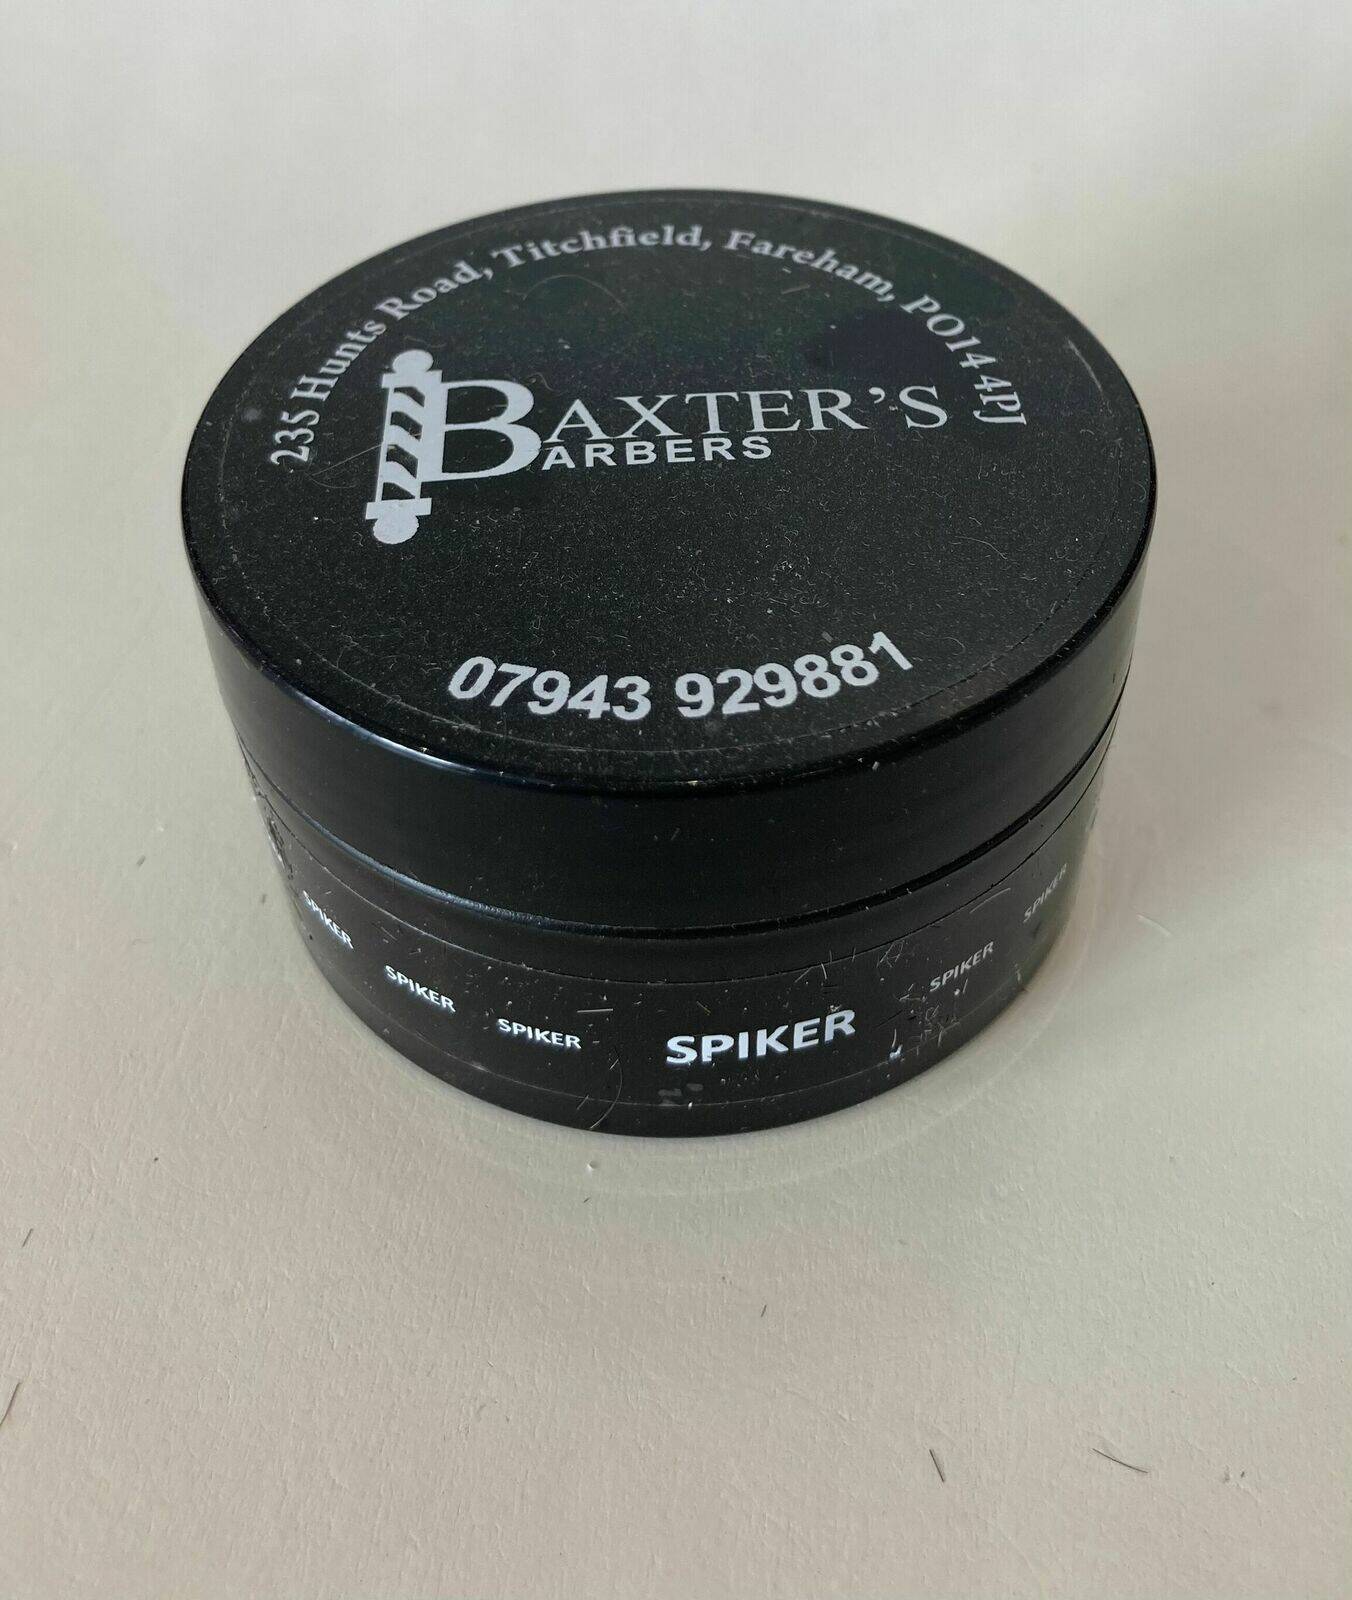 235 Hunts Road, Titchfield, Fareham, PO14 4PJ
BAXTER'S
BARBERS
07943 929881
SPIKER
SPIKER
SPIKER
SPIKER
SPIKER
SPIKER